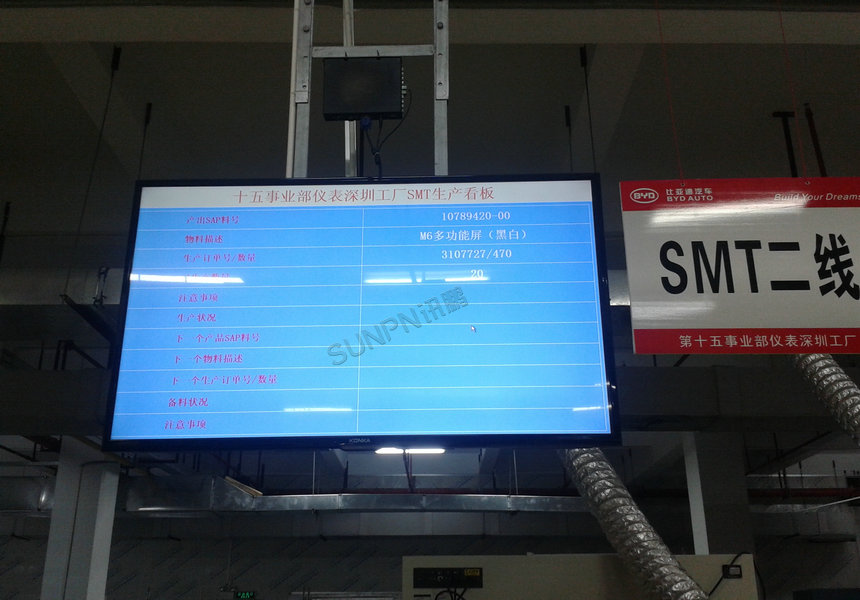 十五事业部仪表深圳工厂SMT生产看板
产出SAP料号 10789420-00
物料描述 M6多功能屏（黑白）
生产订单号/数量 3107727/470
20
注意事项
生产状况
下一个产品SAP料号
下一个物料描述
下一个生产订单号/数量
备料状况
注意事项
KONKA
SUNPN讯鹏
BYD 比亚迪汽车
BYD AUTO Build Your Dreams
SMT二线
第十五事业部仪表深圳工厂